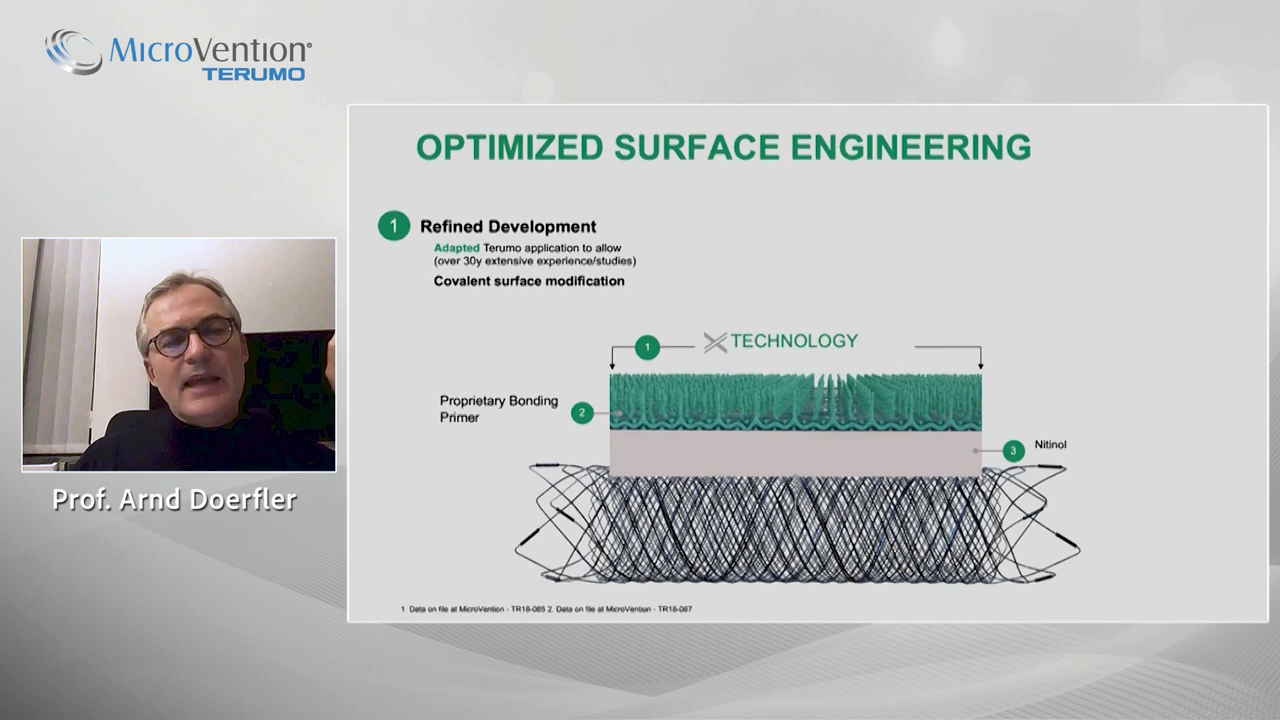 MICROVENTION
TERUMO
OPTIMIZED SURFACE ENGINEERING
1 Refined Development
Adapted Terumo application to allow
(over 30y extensive experience/studies)
Covalent surface modification
1 X TECHNOLOGY
Proprietary Bonding
Primer
2
3 Nitinol
Prof. Arnd Doerfler
1 Data on file at MicroVention - TR18-065 2. Data on file at MicroVention - TR18-067